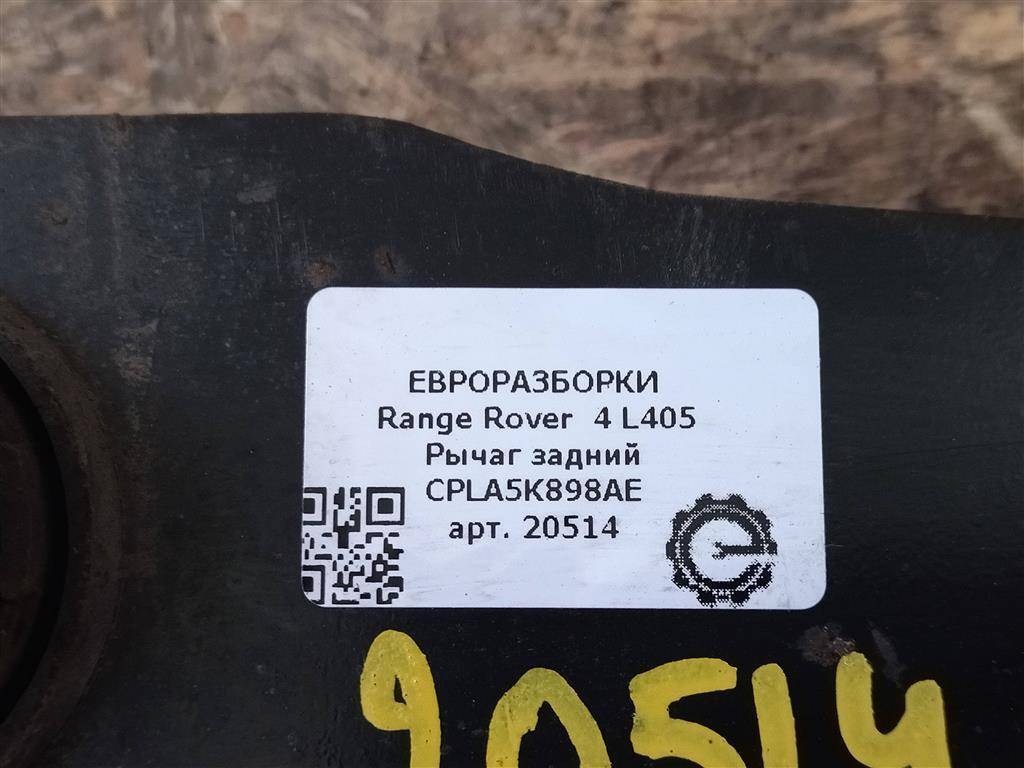 ЕВРОРАЗБОРКИ
Range Rover 4 L405
Рычаг задний
CPLA5K898AE
арт. 20514
20514